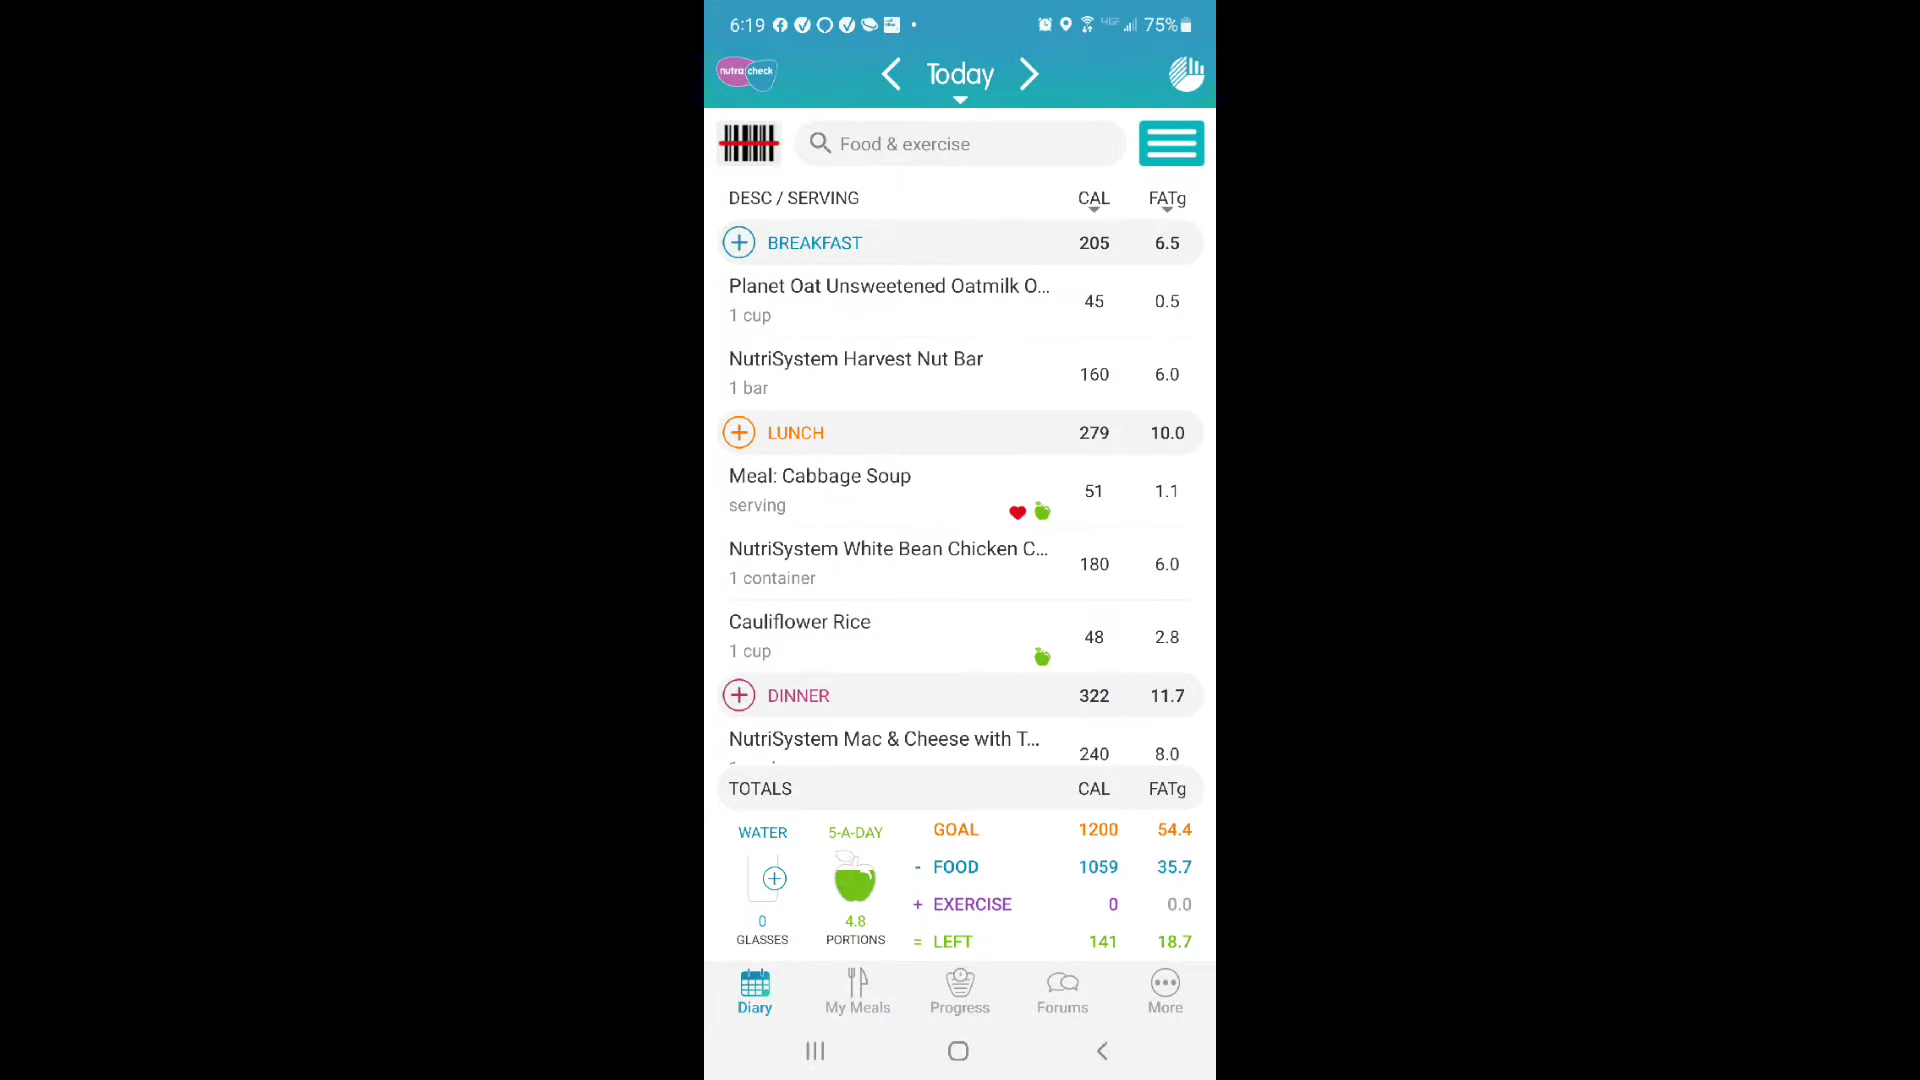 6:19 75%
nutra check
Today
Food & exercise
DESC / SERVING CAL FATg
BREAKFAST 205 6.5
Planet Oat Unsweetened Oatmilk O...
45 0.5
1 cup
NutriSystem Harvest Nut Bar
160 6.0
1 bar
LUNCH 279 10.0
Meal: Cabbage Soup
51 1.1
serving
NutriSystem White Bean Chicken C...
180 6.0
1 container
Cauliflower Rice
48 2.8
1 cup
DINNER 322 11.7
NutriSystem Mac & Cheese with T...
240 8.0
TOTALS CAL FATg
WATER 5-A-DAY GOAL 1200 54.4
- FOOD 1059 35.7
+ EXERCISE 0 0.0
0 4.8
GLASSES PORTIONS = LEFT 141 18.7
Diary My Meals Progress Forums More